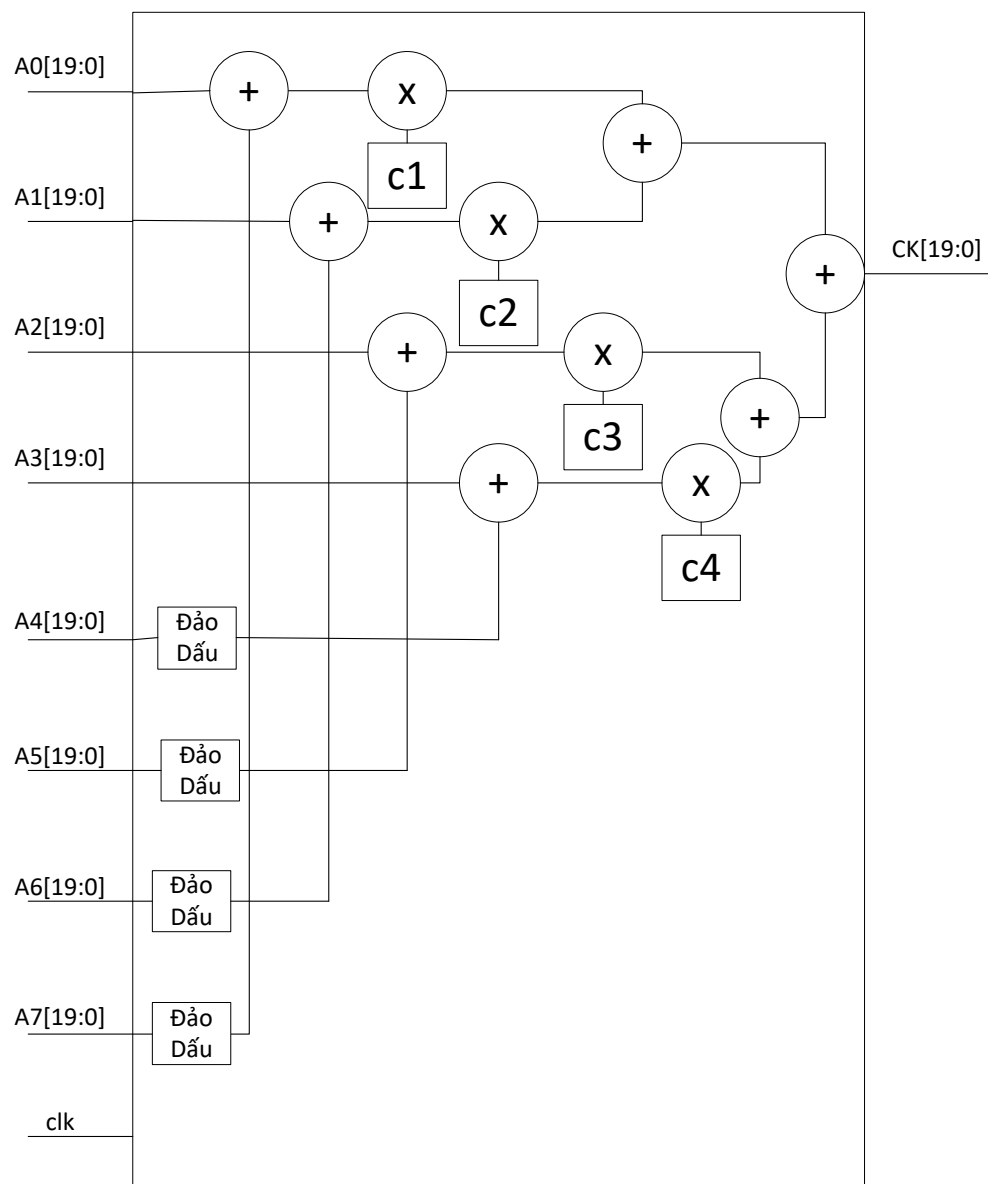 A0[19:0]
+
x
c1
+
A1[19:0]
+
x
c2
+
CK[19:0]
A2[19:0]
+
x
c3
+
A3[19:0]
+
x
c4
A4[19:0]
Đảo
Dấu
A5[19:0]
Đảo
Dấu
A6[19:0]
Đảo
Dấu
A7[19:0]
Đảo
Dấu
clk